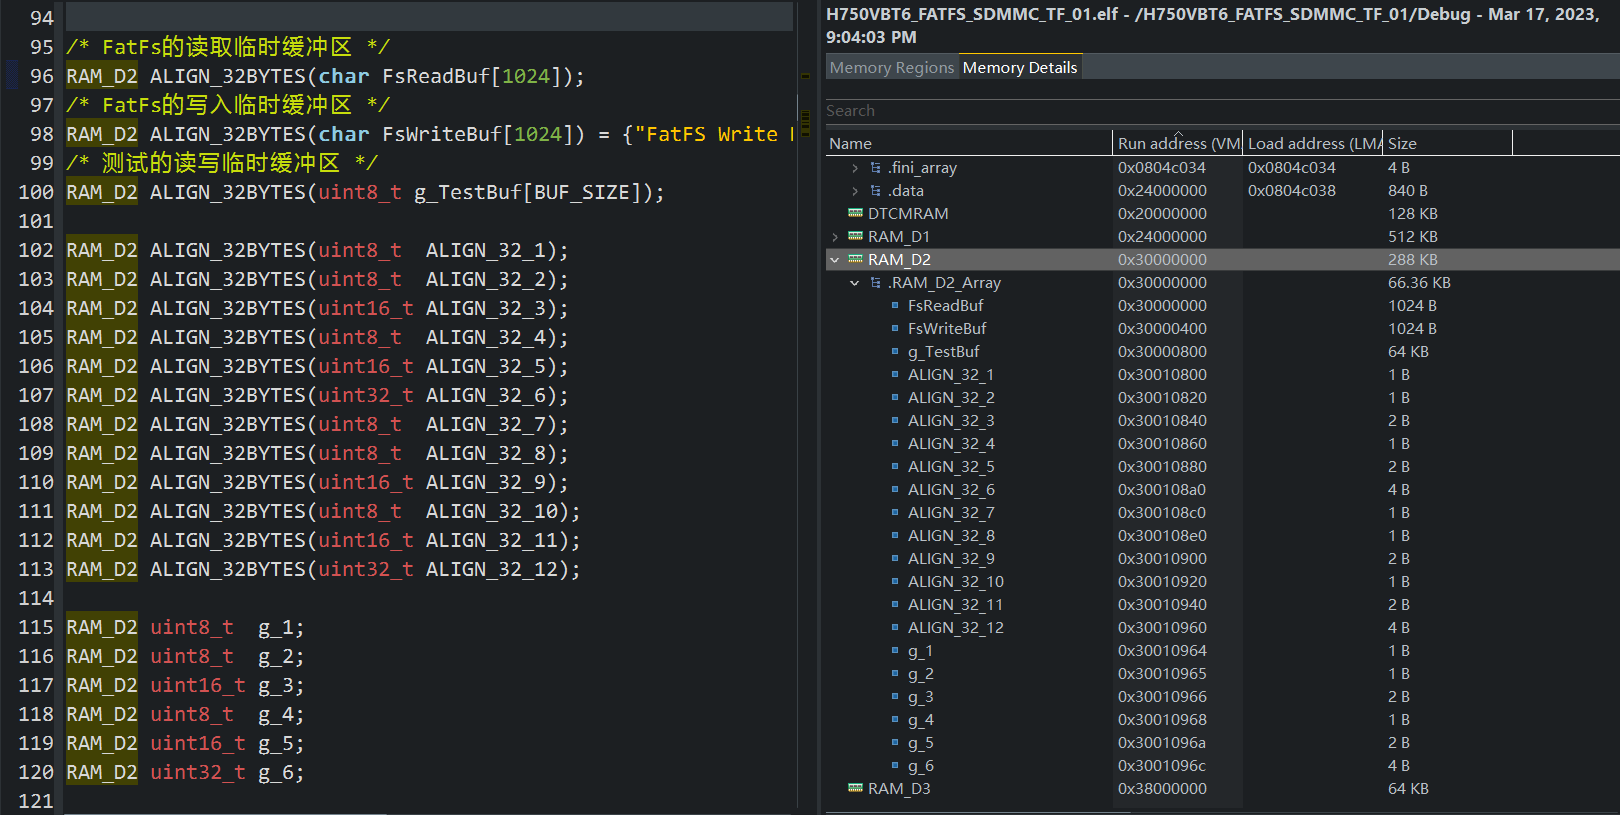 94
95 /* FatFs的读取临时缓冲区 */
96 RAM_D2 ALIGN_32BYTES(char FsReadBuf[1024]);
97 /* FatFs的写入临时缓冲区 */
98 RAM_D2 ALIGN_32BYTES(char FsWriteBuf[1024]) = {"FatFS Write
99 /* 测试的读写临时缓冲区 */
100 RAM_D2 ALIGN_32BYTES(uint8_t g_TestBuf[BUF_SIZE]);
101
102 RAM_D2 ALIGN_32BYTES(uint8_t  ALIGN_32_1);
103 RAM_D2 ALIGN_32BYTES(uint8_t  ALIGN_32_2);
104 RAM_D2 ALIGN_32BYTES(uint16_t ALIGN_32_3);
105 RAM_D2 ALIGN_32BYTES(uint8_t  ALIGN_32_4);
106 RAM_D2 ALIGN_32BYTES(uint16_t ALIGN_32_5);
107 RAM_D2 ALIGN_32BYTES(uint32_t ALIGN_32_6);
108 RAM_D2 ALIGN_32BYTES(uint8_t  ALIGN_32_7);
109 RAM_D2 ALIGN_32BYTES(uint8_t  ALIGN_32_8);
110 RAM_D2 ALIGN_32BYTES(uint16_t ALIGN_32_9);
111 RAM_D2 ALIGN_32BYTES(uint8_t  ALIGN_32_10);
112 RAM_D2 ALIGN_32BYTES(uint16_t ALIGN_32_11);
113 RAM_D2 ALIGN_32BYTES(uint32_t ALIGN_32_12);
114
115 RAM_D2 uint8_t  g_1;
116 RAM_D2 uint8_t  g_2;
117 RAM_D2 uint16_t g_3;
118 RAM_D2 uint8_t  g_4;
119 RAM_D2 uint16_t g_5;
120 RAM_D2 uint32_t g_6;
121
H750VBT6_FATFS_SDMMC_TF_01.elf - /H750VBT6_FATFS_SDMMC_TF_01/Debug - Mar 17, 2023,
9:04:03 PM
Memory Regions Memory Details
Search
Name Run address (VM Load address (LMA Size
.fini_array 0x0804c034 0x0804c034 4 B
.data 0x24000000 0x0804c038 840 B
DTCMRAM 0x20000000 128 KB
RAM_D1 0x24000000 512 KB
RAM_D2 0x30000000 288 KB
.RAM_D2_Array 0x30000000 66.36 KB
FsReadBuf 0x30000000 1024 B
FsWriteBuf 0x30000400 1024 B
g_TestBuf 0x30000800 64 KB
ALIGN_32_1 0x30010800 1 B
ALIGN_32_2 0x30010820 1 B
ALIGN_32_3 0x30010840 2 B
ALIGN_32_4 0x30010860 1 B
ALIGN_32_5 0x30010880 2 B
ALIGN_32_6 0x300108a0 4 B
ALIGN_32_7 0x300108c0 1 B
ALIGN_32_8 0x300108e0 1 B
ALIGN_32_9 0x30010900 2 B
ALIGN_32_10 0x30010920 1 B
ALIGN_32_11 0x30010940 2 B
ALIGN_32_12 0x30010960 4 B
g_1 0x30010964 1 B
g_2 0x30010965 1 B
g_3 0x30010966 2 B
g_4 0x30010968 1 B
g_5 0x3001096a 2 B
g_6 0x3001096c 4 B
RAM_D3 0x38000000 64 KB